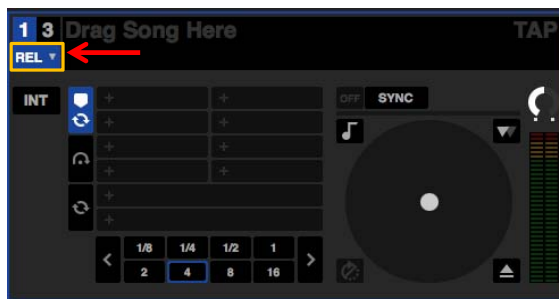 1 3 Drag Song Here TAP
REL ▼
INT
OFF SYNC
1/8 1/4 1/2 1
2 4 8 16